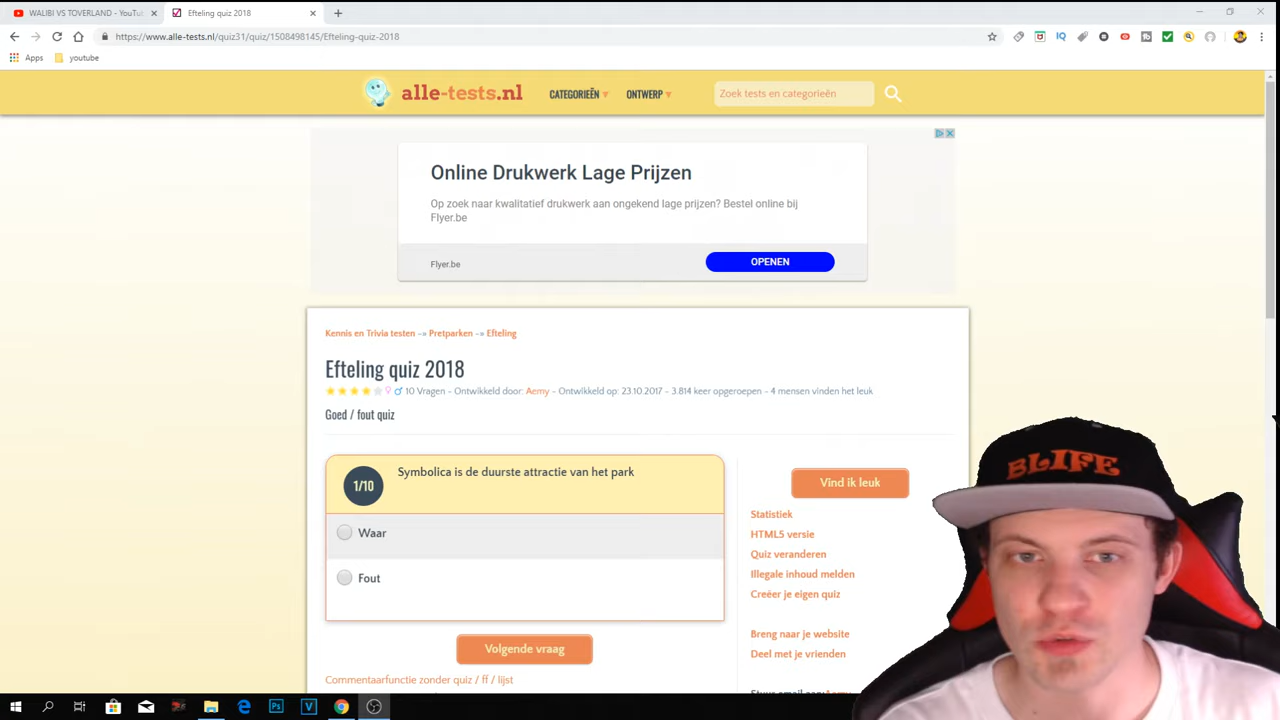 WALIBI VS TOVERLAND - YouTu
Efteling quiz 2018
https://www.alle-tests.nl/quiz31/quiz/1508498145/Efteling-quiz-2018
Apps
youtube
alle-tests.nl
CATEGORIEËN
ONTWERP
Zoek tests en categorieën
Online Drukwerk Lage Prijzen
Op zoek naar kwalitatief drukwerk aan ongekend lage prijzen? Bestel online bij
Flyer.be
Flyer.be
OPENEN
Kennis en Trivia testen -» Pretparken -» Efteling
Efteling quiz 2018
10 Vragen - Ontwikkeld door: Aemy - Ontwikkeld op: 23.10.2017 - 3.814 keer opgeroepen - 4 mensen vinden het leuk
Goed / fout quiz
1/10
Symbolica is de duurste attractie van het park
Waar
Fout
Volgende vraag
Commentaarfunctie zonder quiz / ff / lijst
Vind ik leuk
Statistiek
HTML5 versie
Quiz veranderen
Illegale inhoud melden
Creëer je eigen quiz
Breng naar je website
Deel met je vrienden
BLIFE